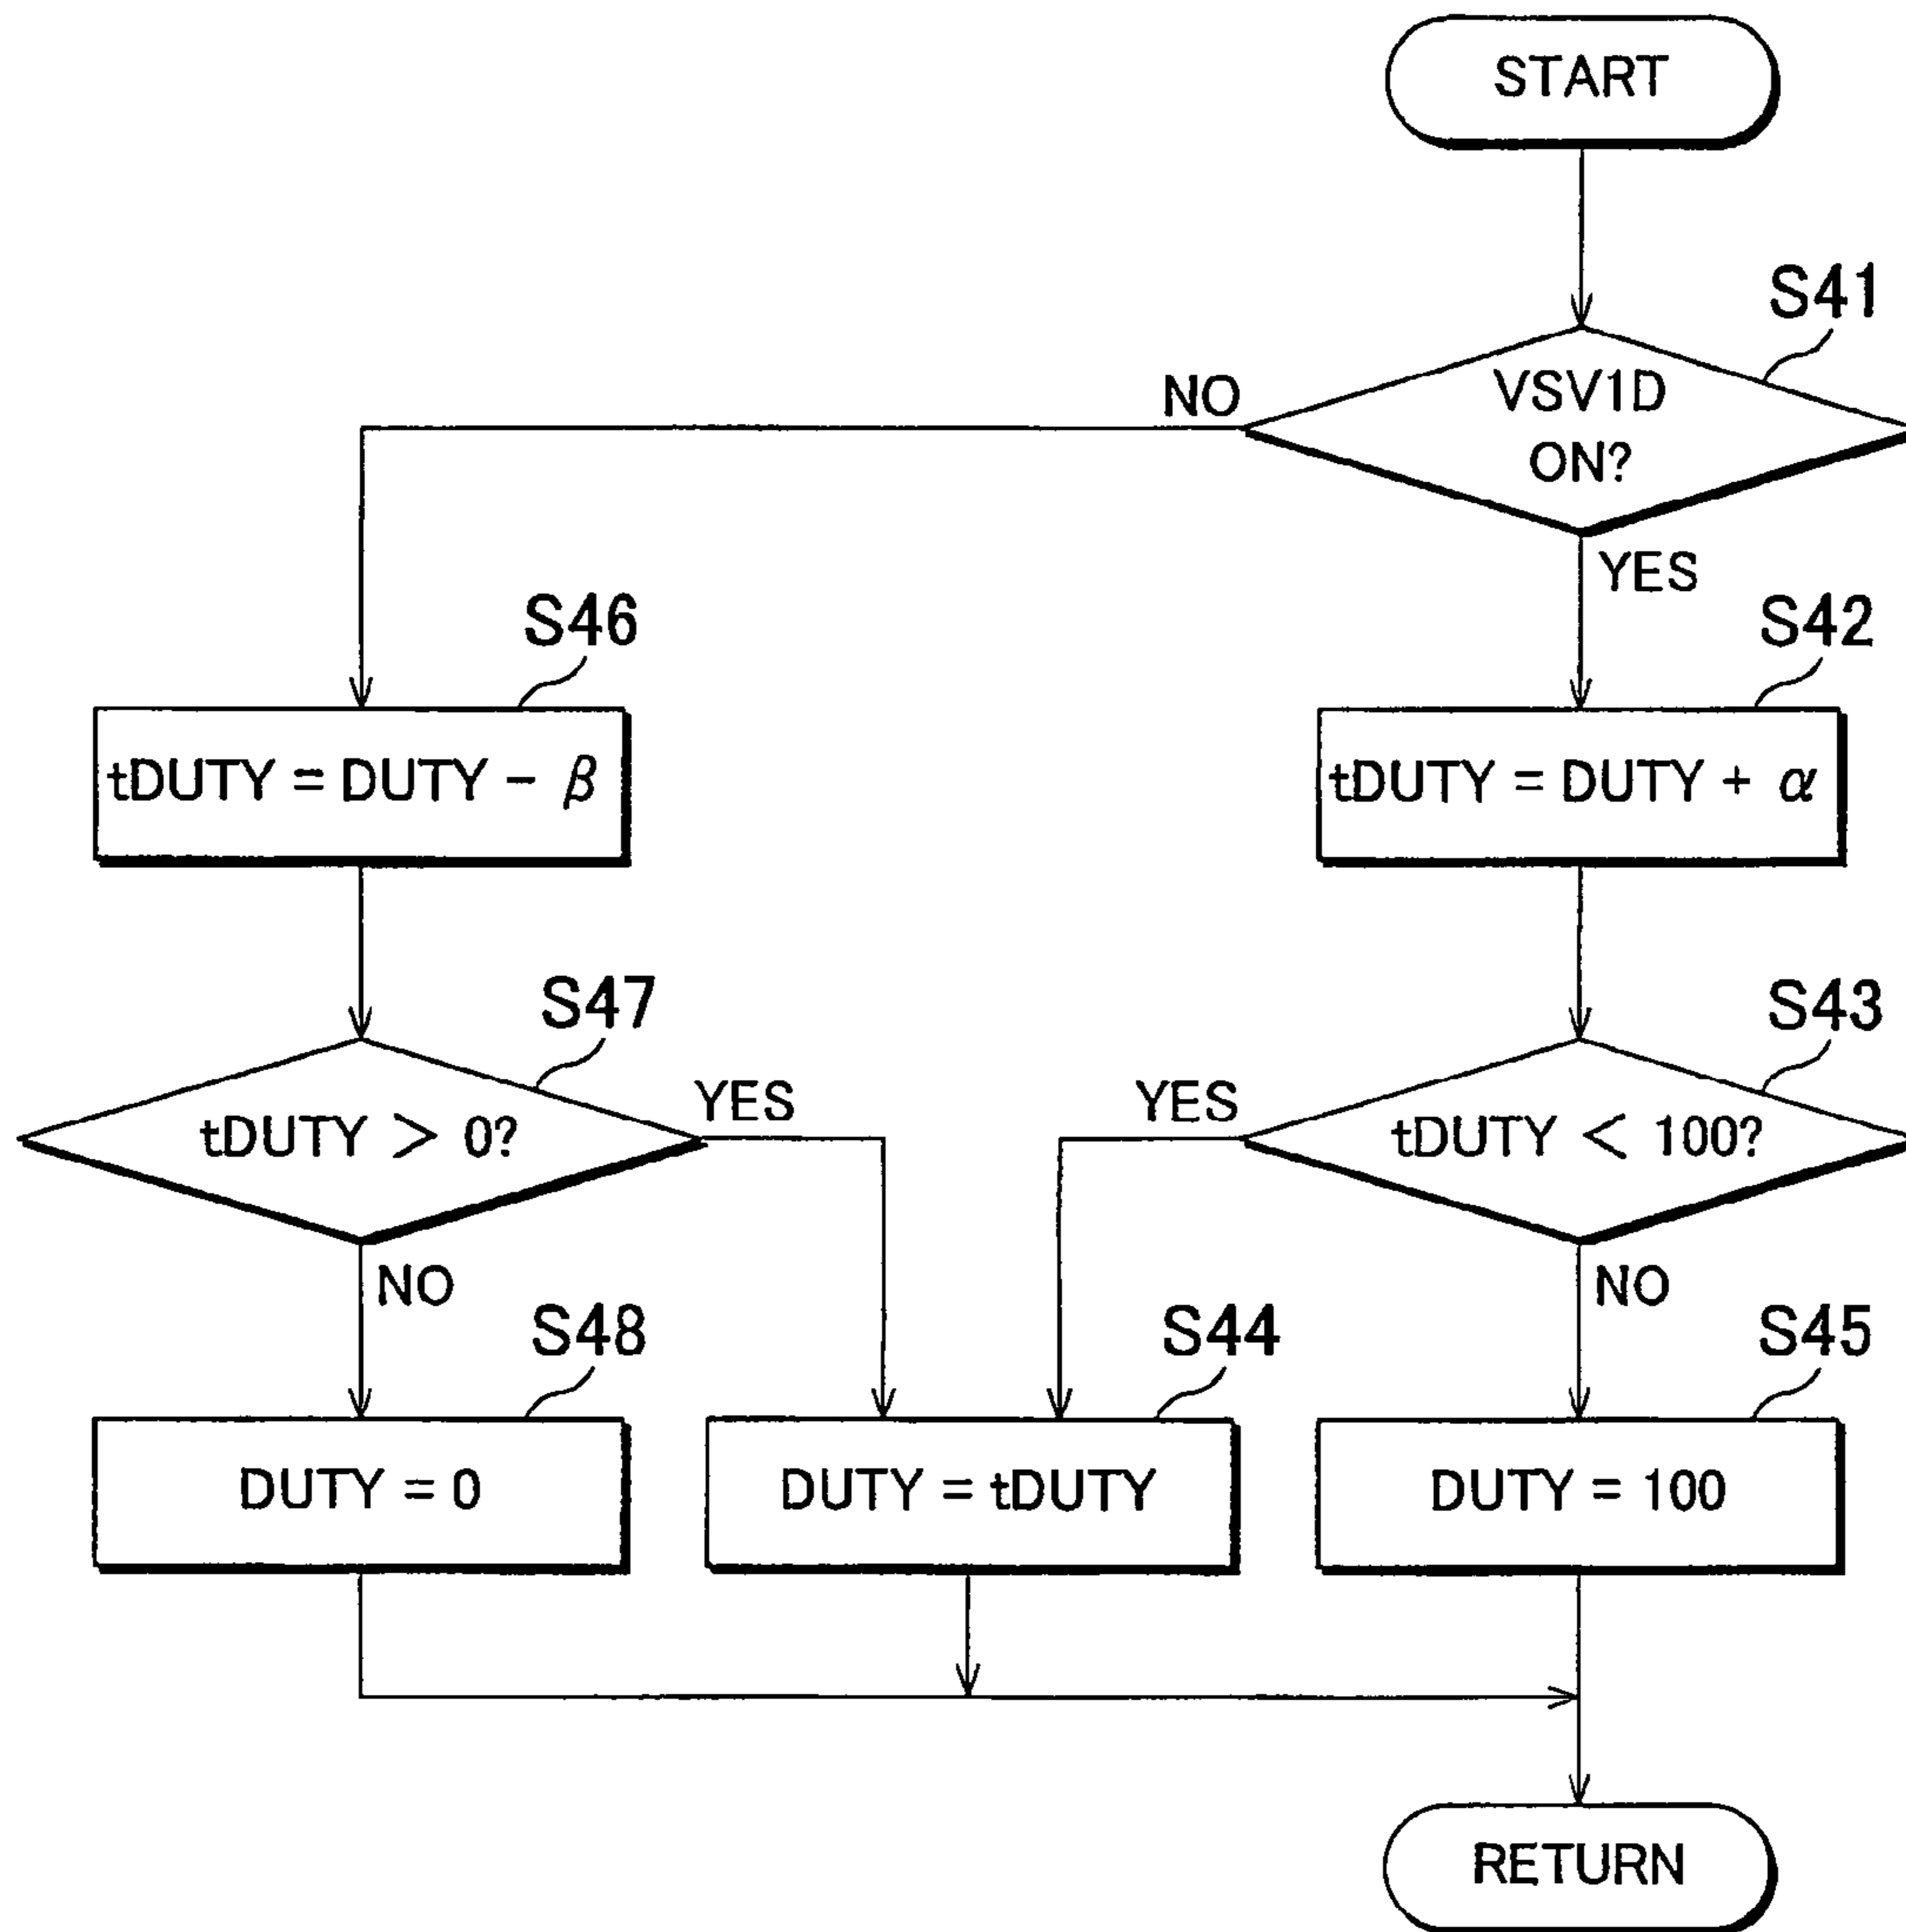 START
S41
VSV1D
ON?
NO
YES
S46
S42
tDUTY = DUTY - β
tDUTY = DUTY + α
S47
S43
tDUTY > 0?
YES
YES
tDUTY < 100?
NO
NO
S48
S44
S45
DUTY = 0
DUTY = tDUTY
DUTY = 100
RETURN